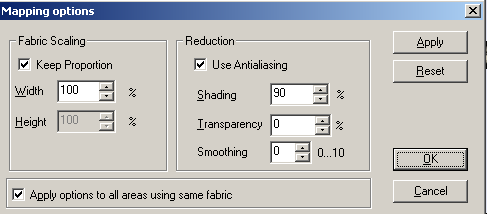 Mapping options
Fabric Scaling
Keep Proportion
Width 100 %
Height 100 %
Reduction
Use Antialiasing
Shading 90 %
Transparency 0 %
Smoothing 0 0...10
Apply options to all areas using same fabric
Apply
Reset
OK
Cancel